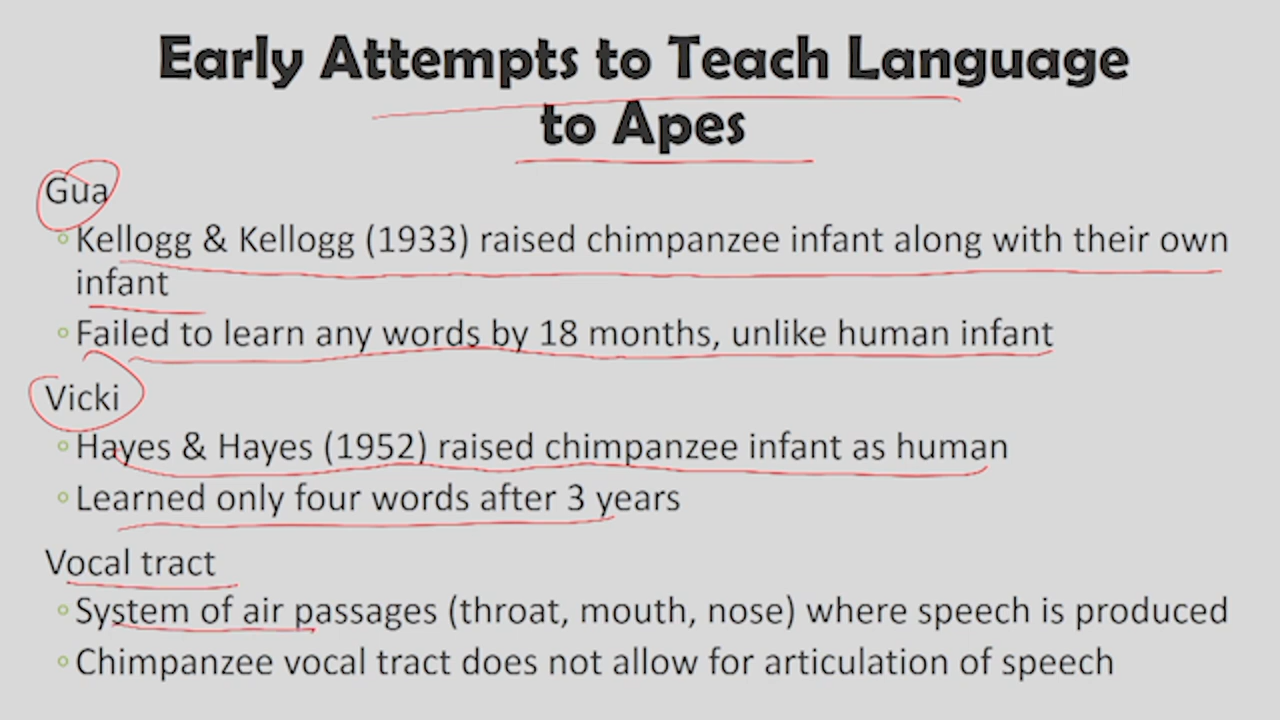 Early Attempts to Teach Language
to Apes
Gua
Kellogg & Kellogg (1933) raised chimpanzee infant along with their own
infant
Failed to learn any words by 18 months, unlike human infant
Vicki
Hayes & Hayes (1952) raised chimpanzee infant as human
Learned only four words after 3 years
Vocal tract
System of air passages (throat, mouth, nose) where speech is produced
Chimpanzee vocal tract does not allow for articulation of speech